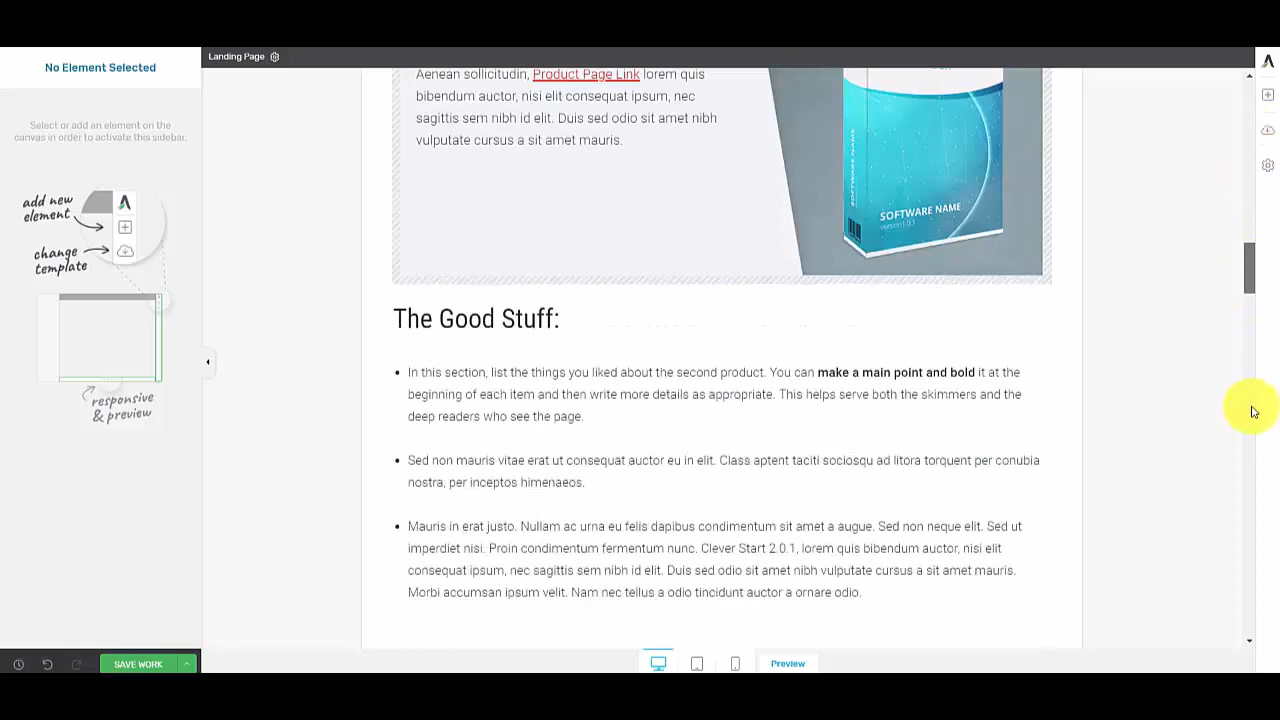 No Element Selected
Landing Page
Select or add an element on the
canvas in order to activate this sidebar.
add new
element
change
template
responsive
& preview
Aenean sollicitudin, Product Page Link lorem quis
bibendum auctor, nisi elit consequat ipsum, nec
sagittis sem nibh id elit. Duis sed odio sit amet nibh
vulputate cursus a sit amet mauris.
SOFTWARE NAME
SOFTWARE NAME
The Good Stuff:
• In this section, list the things you liked about the second product. You can make a main point and bold it at the
beginning of each item and then write more details as appropriate. This helps serve both the skimmers and the
deep readers who see the page.
• Sed non mauris vitae erat ut consequat auctor eu in elit. Class aptent taciti sociosqu ad litora torquent per conubia
nostra, per inceptos himenaeos.
• Mauris in erat justo. Nullam ac urna eu felis dapibus condimentum sit amet a augue. Sed non neque elit. Sed ut
imperdiet nisi. Proin condimentum fermentum nunc. Clever Start 2.0.1, lorem quis bibendum auctor, nisi elit
consequat ipsum, nec sagittis sem nibh id elit. Duis sed odio sit amet nibh vulputate cursus a sit amet mauris.
Morbi accumsan ipsum velit. Nam nec tellus a odio tincidunt auctor a ornare odio.
SAVE WORK
Preview